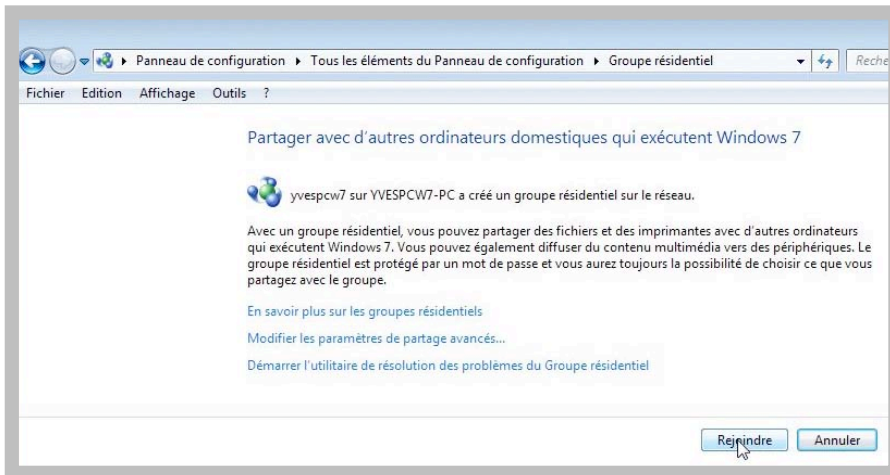 Panneau de configuration ▸ Tous les éléments du Panneau de configuration ▸ Groupe résidentiel
Reche
Fichier Edition Affichage Outils ?
Partager avec d'autres ordinateurs domestiques qui exécutent Windows 7
yvespcw7 sur YVESPCW7-PC a créé un groupe résidentiel sur le réseau.
Avec un groupe résidentiel, vous pouvez partager des fichiers et des imprimantes avec d'autres ordinateurs
qui exécutent Windows 7. Vous pouvez également diffuser du contenu multimédia vers des périphériques. Le
groupe résidentiel est protégé par un mot de passe et vous aurez toujours la possibilité de choisir ce que vous
partagez avec le groupe.
En savoir plus sur les groupes résidentiels
Modifier les paramètres de partage avancés...
Démarrer l'utilitaire de résolution des problèmes du Groupe résidentiel
Rejoindre Annuler